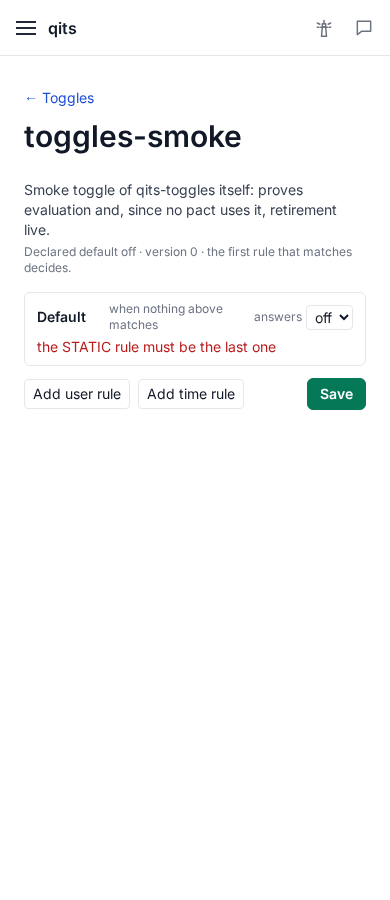 qits
← Toggles
toggles-smoke
Smoke toggle of qits-toggles itself: proves
evaluation and, since no pact uses it, retirement
live.
Declared default off · version 0 · the first rule that matches
decides.
Default
when nothing above
matches
answers
off
the STATIC rule must be the last one
Add user rule
Add time rule
Save